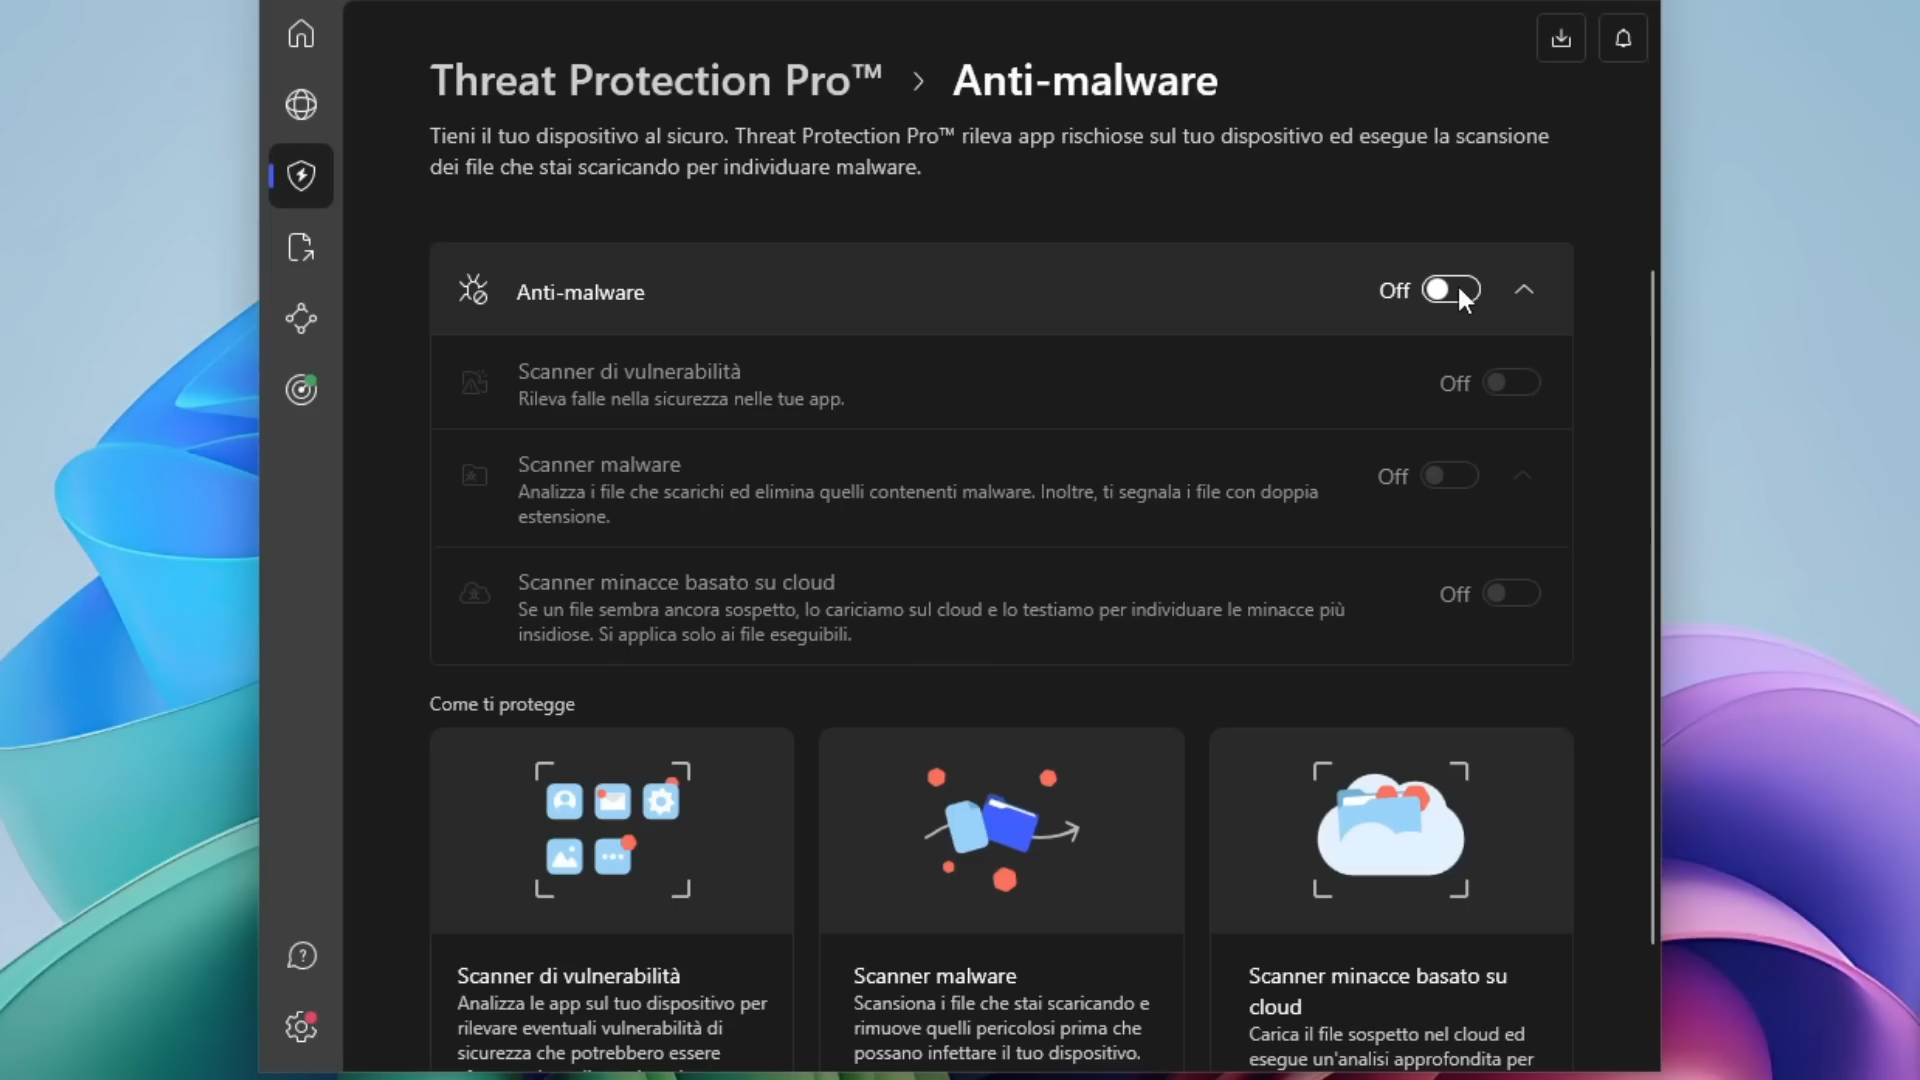 Threat Protection Pro™ > Anti-malware
Tieni il tuo dispositivo al sicuro. Threat Protection Pro™ rileva app rischiose sul tuo dispositivo ed esegue la scansione
dei file che stai scaricando per individuare malware.
Anti-malware
Off
Scanner di vulnerabilità
Rileva falle nella sicurezza nelle tue app.
Off
Scanner malware
Analizza i file che scarichi ed elimina quelli contenenti malware. Inoltre, ti segnala i file con doppia
estensione.
Off
Scanner minacce basato su cloud
Se un file sembra ancora sospetto, lo cariciamo sul cloud e lo testiamo per individuare le minacce più
insidiose. Si applica solo ai file eseguibili.
Off
Come ti protegge
Scanner di vulnerabilità
Analizza le app sul tuo dispositivo per
rilevare eventuali vulnerabilità di
sicurezza che potrebbero essere
Scanner malware
Scansiona i file che stai scaricando e
rimuove quelli pericolosi prima che
possano infettare il tuo dispositivo.
Scanner minacce basato su
cloud
Carica il file sospetto nel cloud ed
esegue un'analisi approfondita per